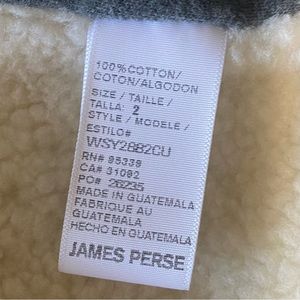 100% COTTON/
COTON/ALGODON
SIZE / TAILLE /
TALLA: 2
STYLE / MODELE /
ESTILO#
WSY2882CU
RN# 95339
CA# 31092
PO# 26235
MADE IN GUATEMALA
FABRIQUE AU
GUATEMALA
HECHO EN GUATEMALA
JAMES PERSE